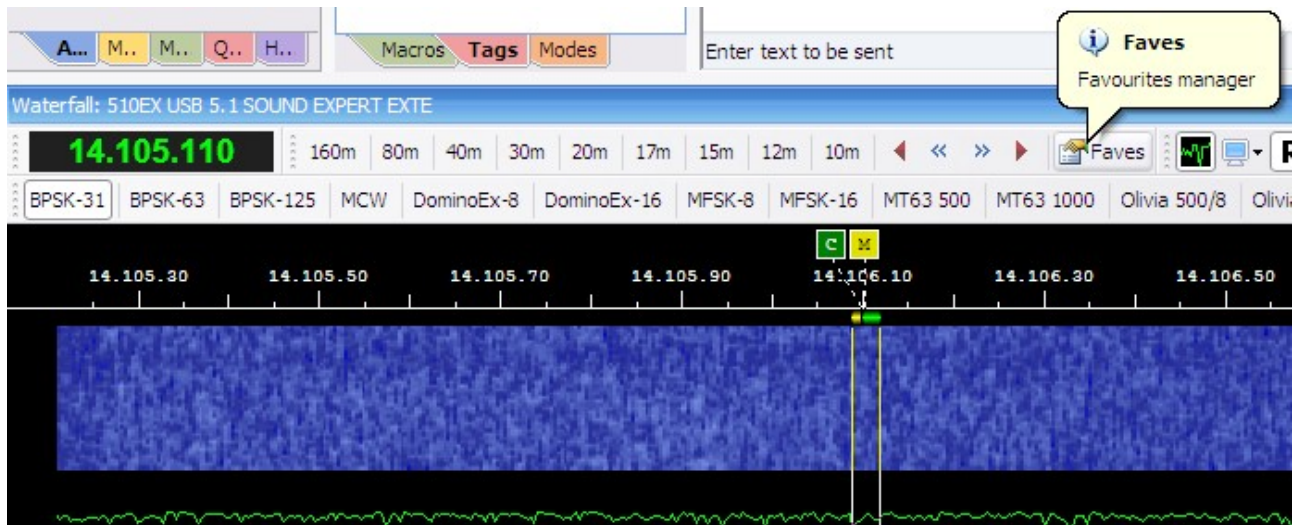 A... M.. M.. Q.. H..
Macros Tags Modes
Enter text to be sent
Faves
Favourites manager
Waterfall: 510EX USB 5.1 SOUND EXPERT EXTE
14.105.110 160m 80m 40m 30m 20m 17m 15m 12m 10m Faves
BPSK-31 BPSK-63 BPSK-125 MCW DominoEx-8 DominoEx-16 MFSK-8 MFSK-16 MT63 500 MT63 1000 Olivia 500/8
C M
14.105.30 14.105.50 14.105.70 14.105.90 14.106.10 14.106.30 14.106.50